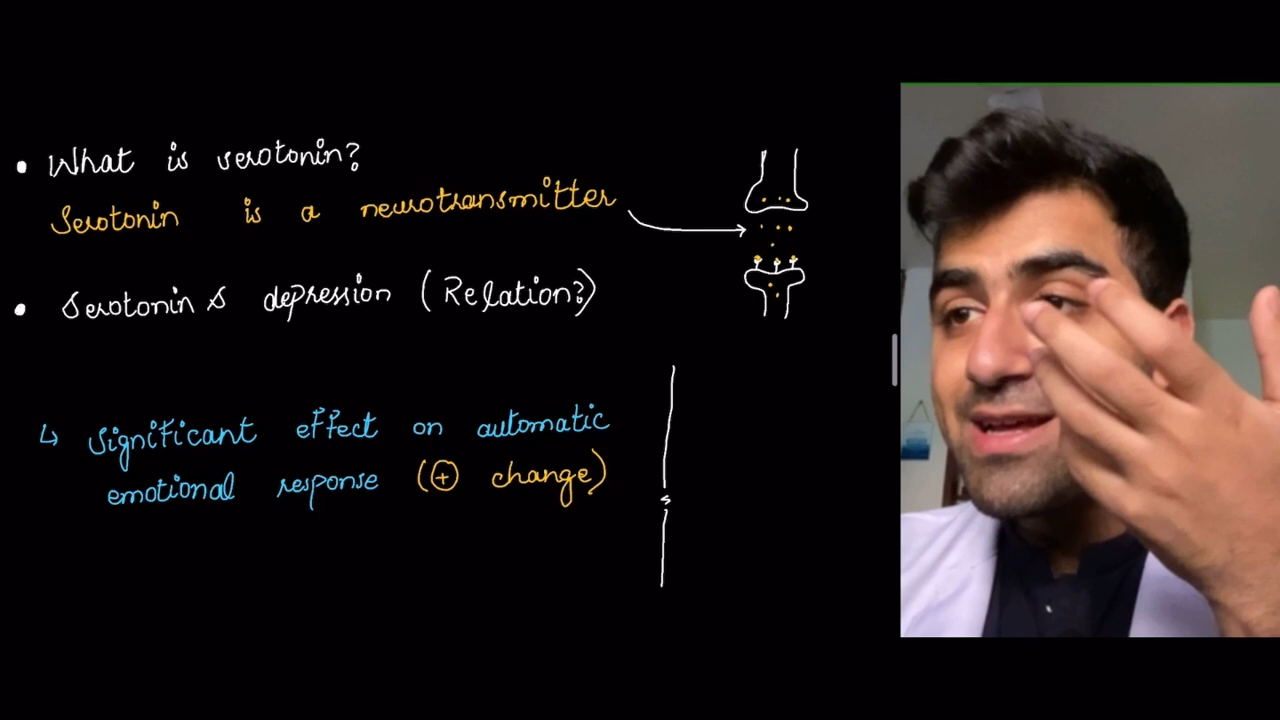 • What is serotonin?
Serotonin is a neurotransmitter
• Serotonin & depression (Relation?)
↳ significant effect on automatic
emotional response (⊕ change)
&